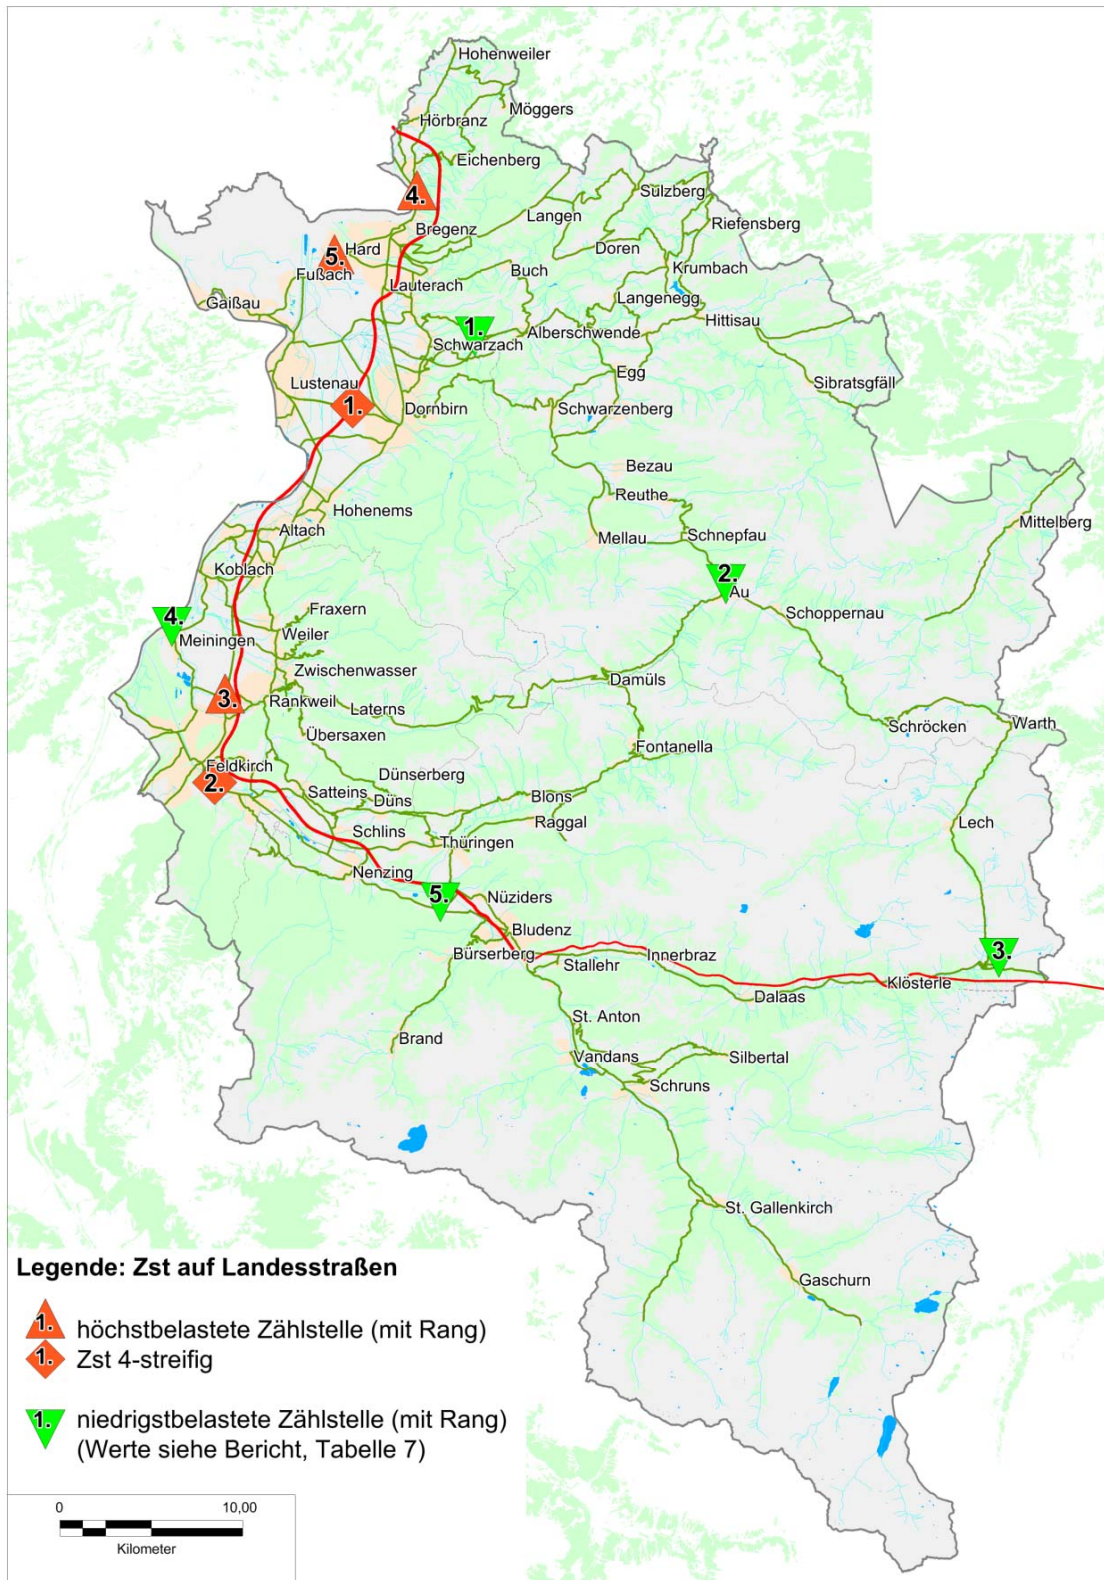 Hohenweiler
Möggers
Hörbranz
Eichenberg
4.
Sulzberg
Langen
Riefensberg
Bregenz
5.
Hard
Doren
Fußach
Buch
Krumbach
Lauterach
Gaißau
Langenegg
1.
Alberschwende
Hittisau
Schwarzach
Egg
Lustenau
Sibratsgfäll
1.
Dornbirn
Schwarzenberg
Bezau
Reuthe
Hohenems
Mittelberg
Altach
Mellau
Schnepfau
Koblach
2.
Au
Fraxern
Schoppernau
4.
Weiler
Meiningen
Zwischenwasser
Damüls
3.
Rankweil
Laterns
Schröcken
Warth
Übersaxen
Fontanella
Feldkirch
Dünserberg
2.
Satteins
Düns
Blons
Raggal
Lech
Schlins
Thüringen
Nenzing
5.
Nüziders
Bludenz
Bürserberg
3.
Innerbraz
Stallehr
Klösterle
Dalaas
St. Anton
Brand
Vandans
Silbertal
Schruns
St. Gallenkirch
Gaschurn
Legende: Zst auf Landesstraßen
1. höchstbelastete Zählstelle (mit Rang)
1. Zst 4-streifig
1. niedrigstbelastete Zählstelle (mit Rang)
(Werte siehe Bericht, Tabelle 7)
0 10,00
Kilometer